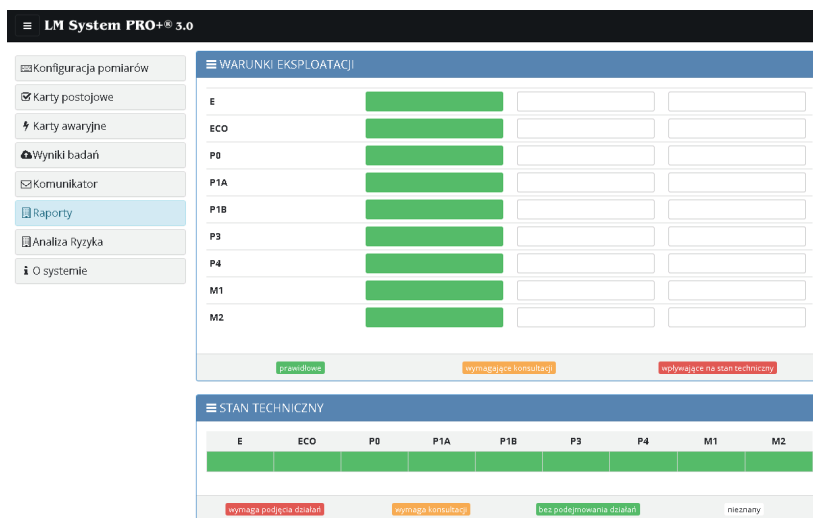 LM System PRO+® 3.0
Konfiguracja pomiarów
Karty postojowe
Karty awaryjne
Wyniki badań
Komunikator
Raporty
Analiza Ryzyka
O systemie
WARUNKI EKSPLOATACJI
E
ECO
P0
P1A
P1B
P3
P4
M1
M2
prawidłowe wymagające konsultacji wpływające na stan techniczny
STAN TECHNICZNY
E ECO P0 P1A P1B P3 P4 M1 M2
wymaga podjęcia działań wymaga konsultacji bez podejmowania działań nieznany